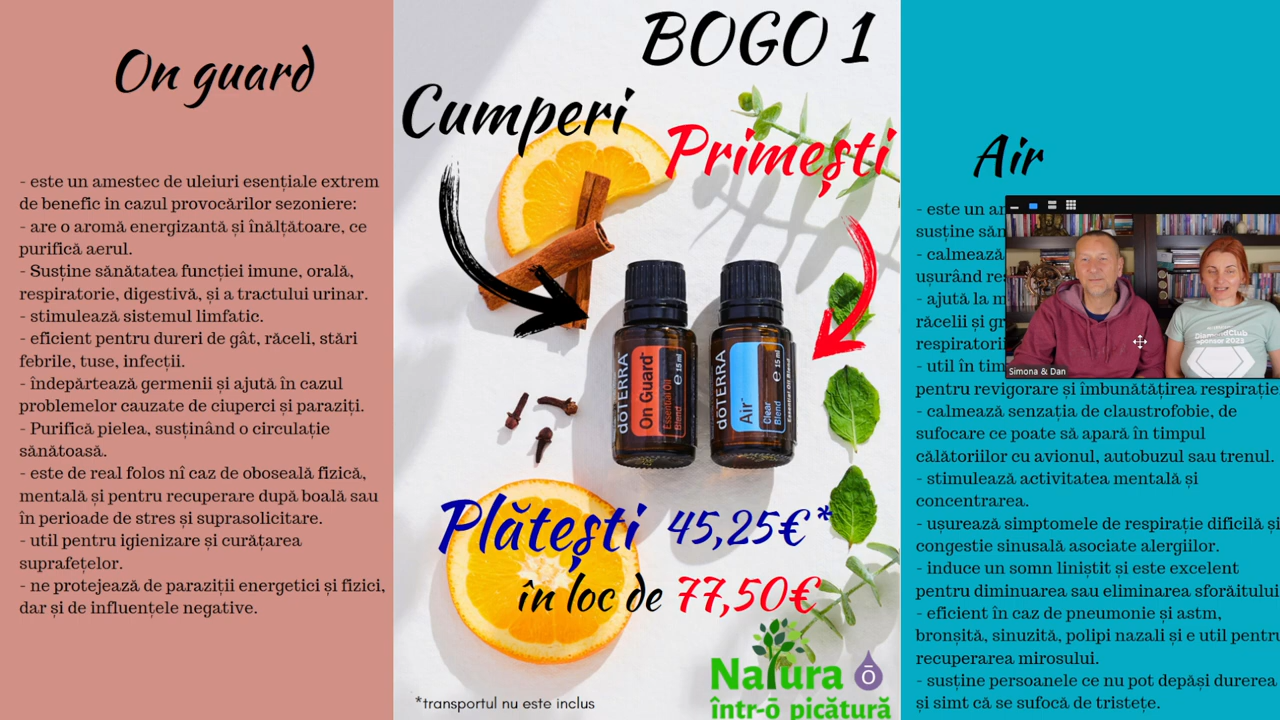 On guard
- este un amestec de uleiuri esențiale extrem
de benefic in cazul provocărilor sezoniere:
- are o aromă energizantă și înălțătoare, ce
purifică aerul.
- Susține sănătatea funcției imune, orală,
respiratorie, digestivă, și a tractului urinar.
- stimulează sistemul limfatic.
- eficient pentru dureri de gât, răceli, stări
febrile, tuse, infecții.
- îndepărtează germenii și ajută în cazul
problemelor cauzate de ciuperci și paraziți.
- Purifică pielea, susținând o circulație
sănătoasă.
- este de real folos nî caz de oboseală fizică,
mentală și pentru recuperare după boală sau
în perioade de stres și suprasolicitare.
- util pentru igienizare și curățarea
suprafețelor.
- ne protejează de paraziții energetici și fizici,
dar și de influențele negative.
BOGO 1
Cumperi
Primești
dōTERRA
On Guard™
Essential Oil
Blend
e 15 ml
dōTERRA
Air™
Clear
Blend
e 15 ml
Essential Oil Blend
Plătești 45,25€*
în loc de 77,50€
Natura ō
într-ō picătură
*transportul nu este inclus
Air
- este un
susține
- calmează
- ajută la
răcelii și
- util în
pentru revigorare și îmbunătățirea
- calmează senzația de claustrofobie, de
sufocare ce poate să apară în timpul
călătoriilor cu avionul, autobuzul sau trenul.
- stimulează activitatea mentală și
concentrarea.
- ușurează simptomele de respirație dificilă și
congestie sinusală asociate alergiilor.
- induce un somn liniștit și este excelent
pentru diminuarea sau eliminarea
- eficient în caz de pneumonie și astm,
bronșită, sinuzită, polipi nazali și e util pentru
recuperarea mirosului.
- susține persoanele ce nu pot depăși durerea
și simt că se sufocă de tristețe.
DiamondClub
sponsor 2023
Simona & Dan